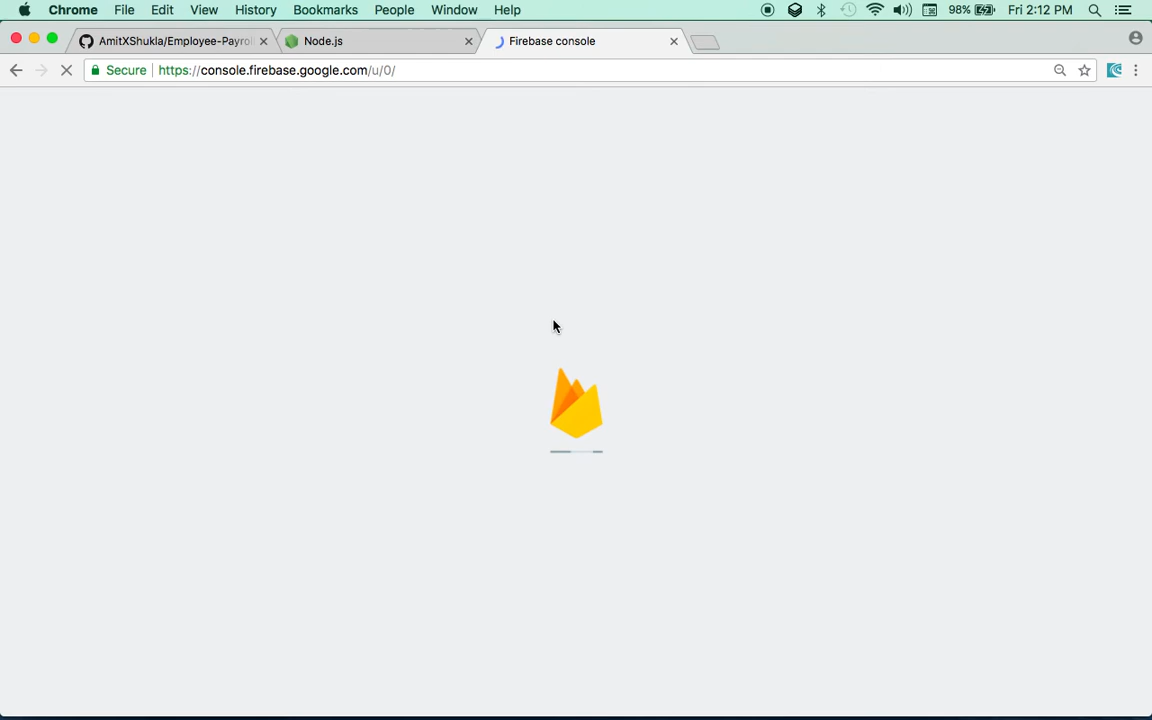 Chrome File Edit View History Bookmarks People Window Help 98% Fri 2:12 PM
AmitXShukla/Employee-Payrol Node.js Firebase console
Secure https://console.firebase.google.com/u/0/